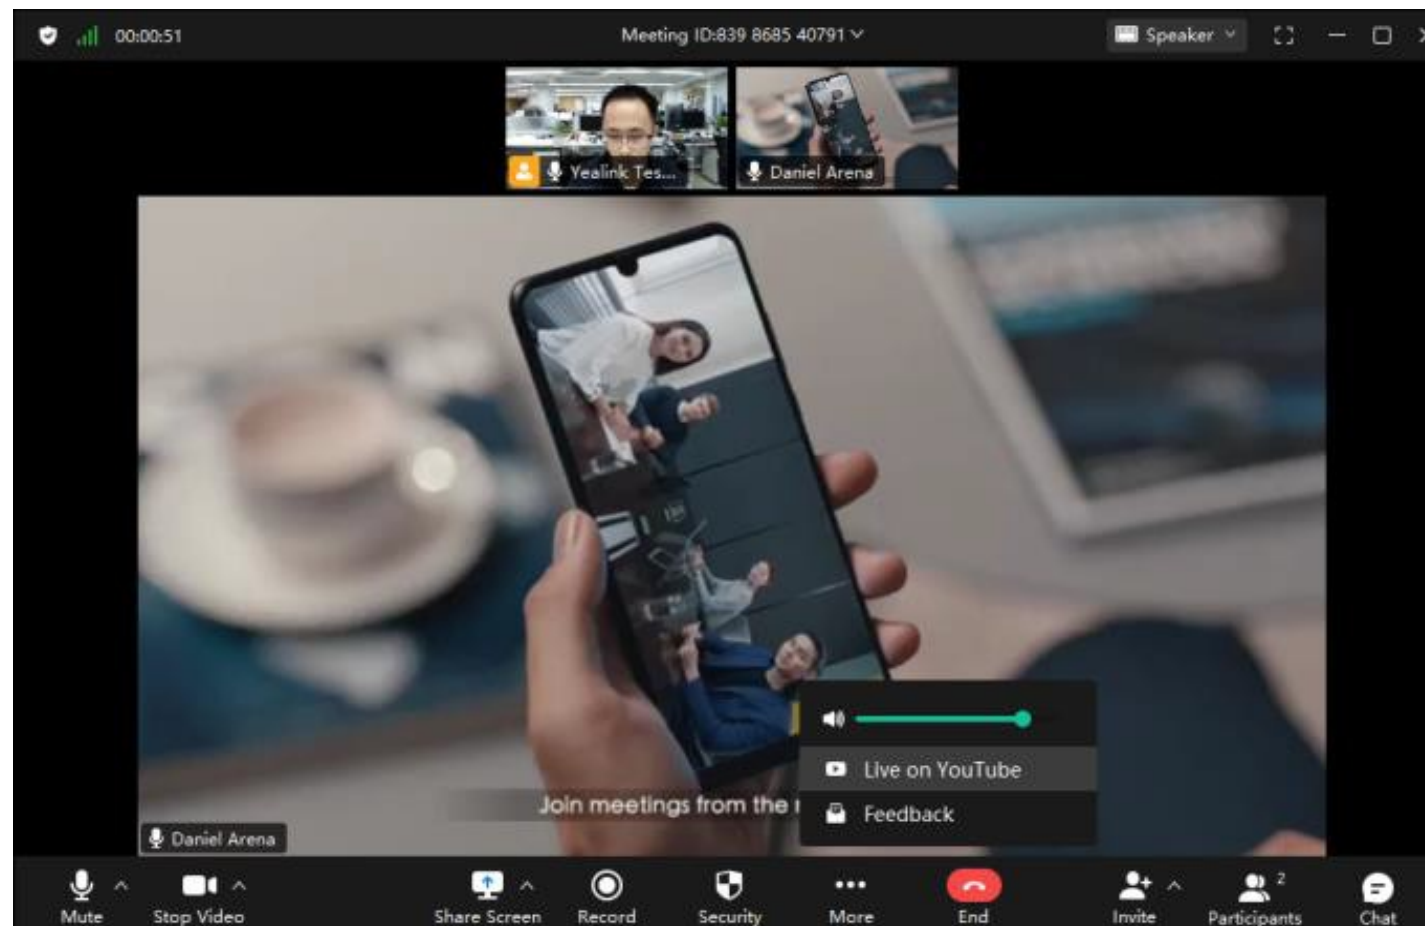 00:00:51
Meeting ID:839 8685 40791
Speaker
Yealink Tes...
Daniel Arena
Live on YouTube
Feedback
Join meetings from the
Daniel Arena
Mute
Stop Video
Share Screen
Record
Security
More
End
Invite
Participants
2
Chat